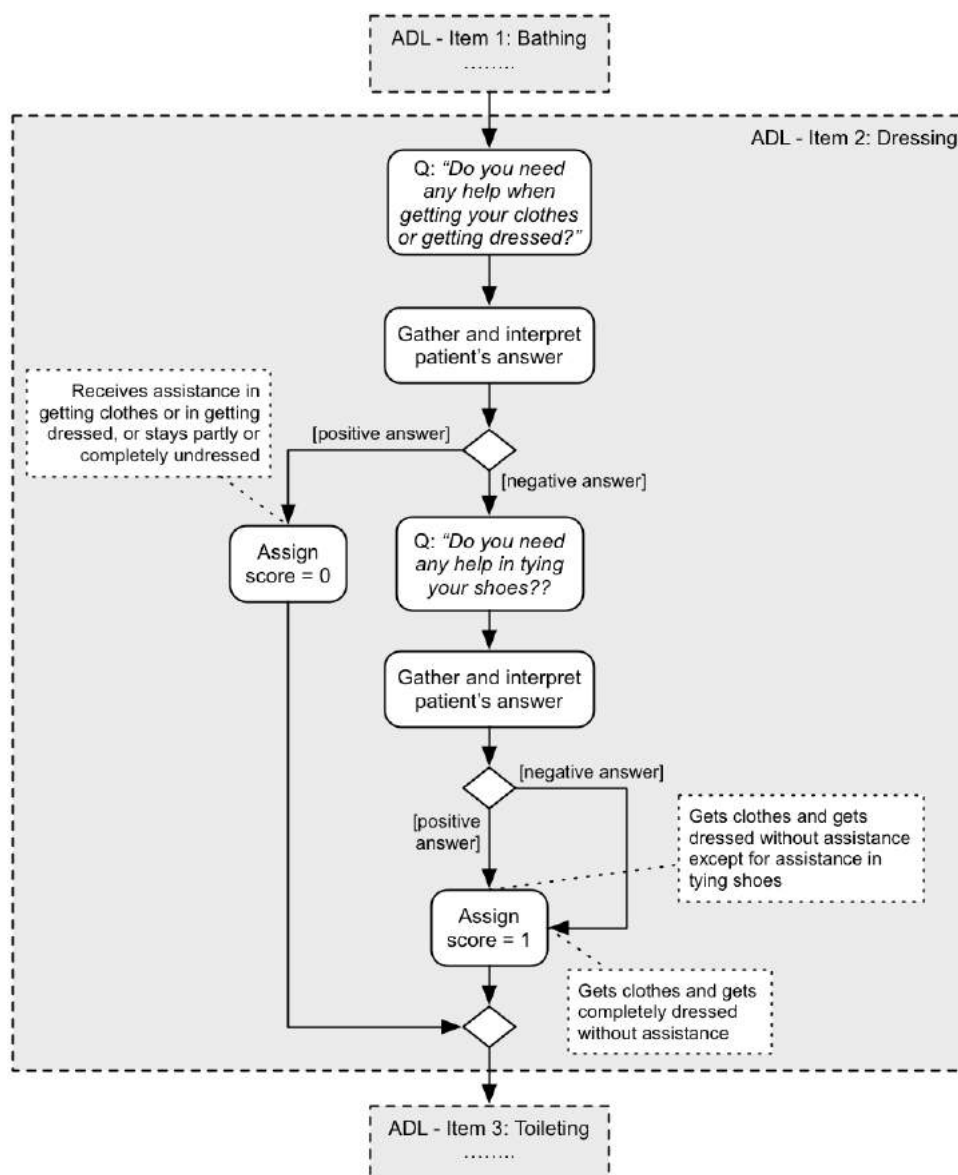 ADL - Item 1: Bathing
........
ADL - Item 2: Dressing
Q: “Do you need
any help when
getting your clothes
or getting dressed?”
Gather and interpret
patient’s answer
Receives assistance in
getting clothes or in getting
dressed, or stays partly or
completely undressed
[positive answer]
[negative answer]
Assign
score = 0
Q: “Do you need
any help in tying
your shoes??
Gather and interpret
patient’s answer
[negative answer]
[positive
answer]
Gets clothes and gets
dressed without assistance
except for assistance in
tying shoes
Assign
score = 1
Gets clothes and gets
completely dressed
without assistance
ADL - Item 3: Toileting
........